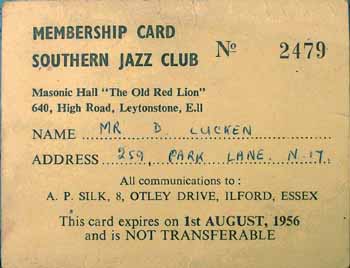 MEMBERSHIP CARD
SOUTHERN JAZZ CLUB No 2479
Masonic Hall "The Old Red Lion"
640, High Road, Leytonstone, E.11
NAME MR D LUCKEN
ADDRESS 259, PARK LANE. N.17.
All communications to :
A. P. SILK, 8, OTLEY DRIVE, ILFORD, ESSEX
This card expires on 1st AUGUST, 1956
and is NOT TRANSFERABLE